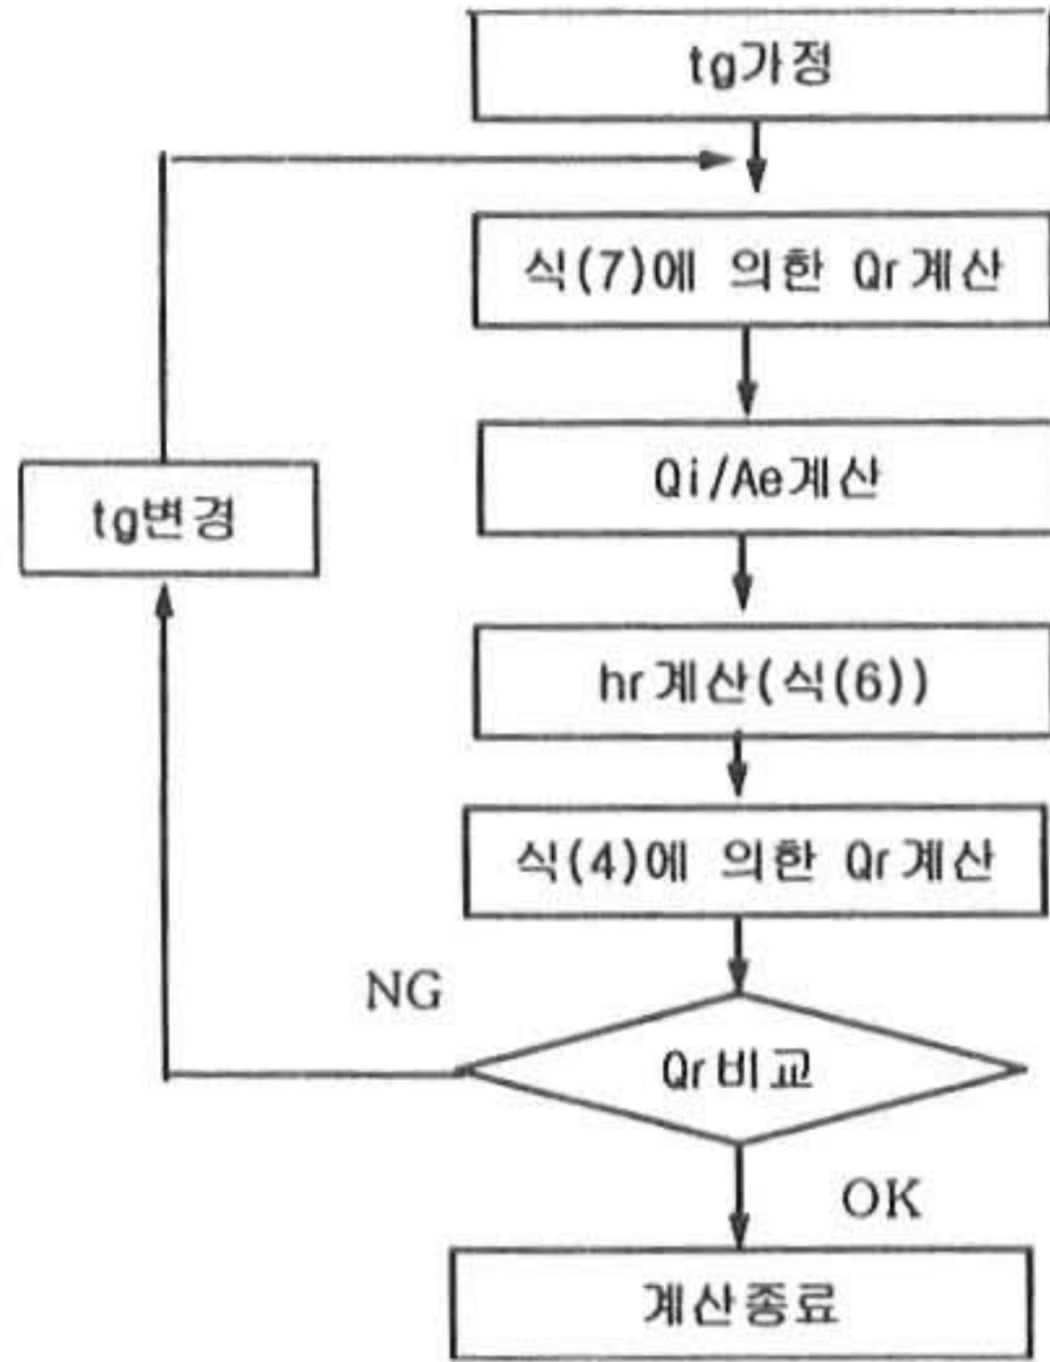 tg가정
식(7)에 의한 Qr계산
Qi/Ae계산
tg변경
hr계산(식(6))
식(4)에 의한 Qr계산
NG
Qr비교
OK
계산종료